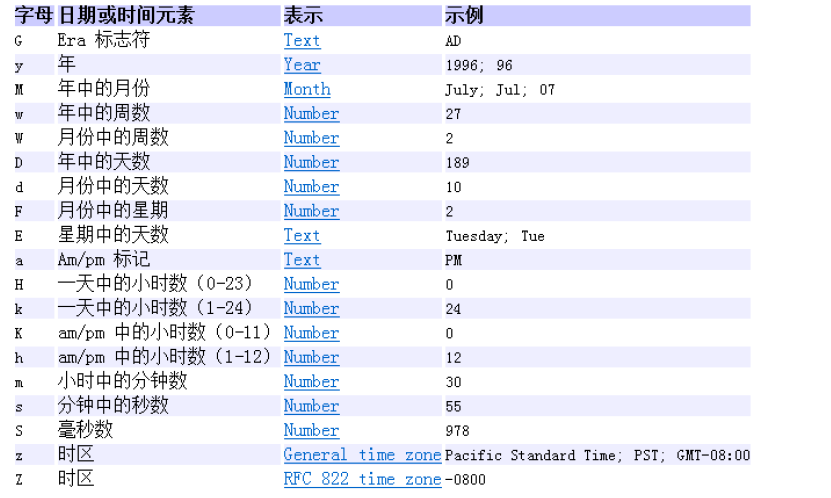 字母 日期或时间元素 表示 示例
G Era 标志符 Text AD
y 年 Year 1996; 96
M 年中的月份 Month July; Jul; 07
w 年中的周数 Number 27
W 月份中的周数 Number 2
D 年中的天数 Number 189
d 月份中的天数 Number 10
F 月份中的星期 Number 2
E 星期中的天数 Text Tuesday; Tue
a Am/pm 标记 Text PM
H 一天中的小时数（0-23） Number 0
k 一天中的小时数（1-24） Number 24
K am/pm 中的小时数（0-11） Number 0
h am/pm 中的小时数（1-12） Number 12
m 小时中的分钟数 Number 30
s 分钟中的秒数 Number 55
S 毫秒数 Number 978
z 时区 General time zone Pacific Standard Time; PST; GMT-08:00
Z 时区 RFC 822 time zone -0800